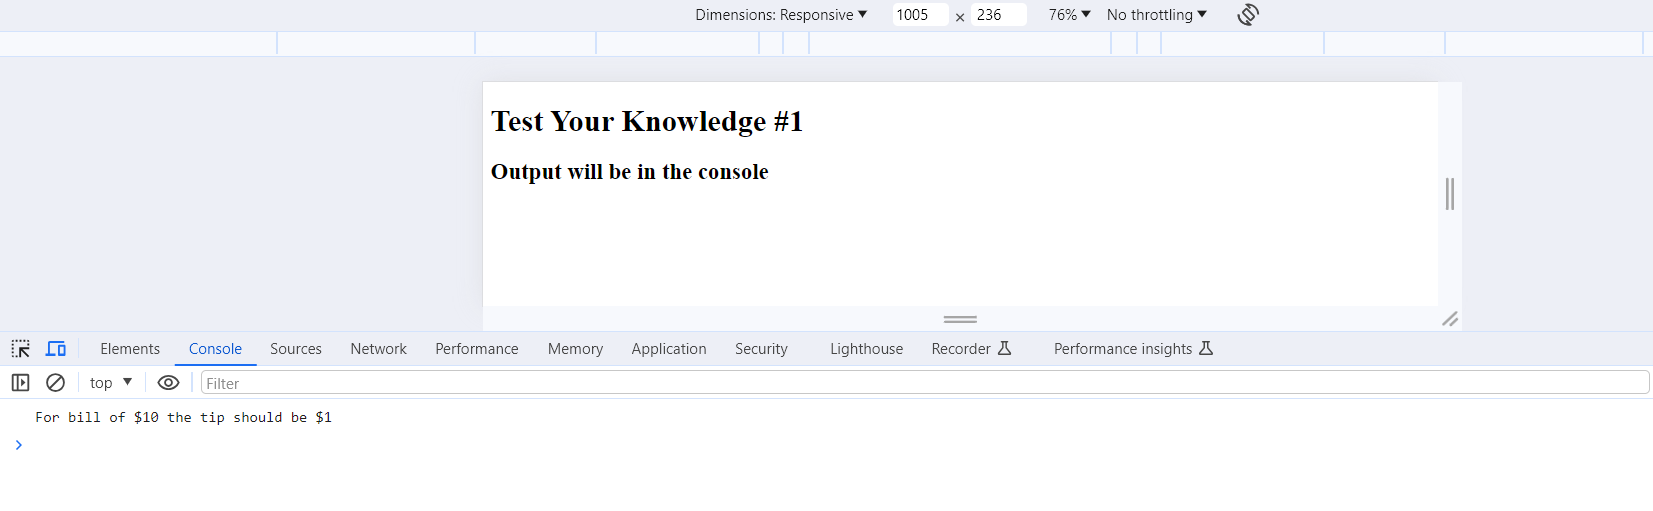 Dimensions: Responsive ▼ 1005 × 236 76% ▼ No throttling ▼
Test Your Knowledge #1
Output will be in the console
Elements Console Sources Network Performance Memory Application Security Lighthouse Recorder Performance insights
top ▼ Filter
For bill of $10 the tip should be $1